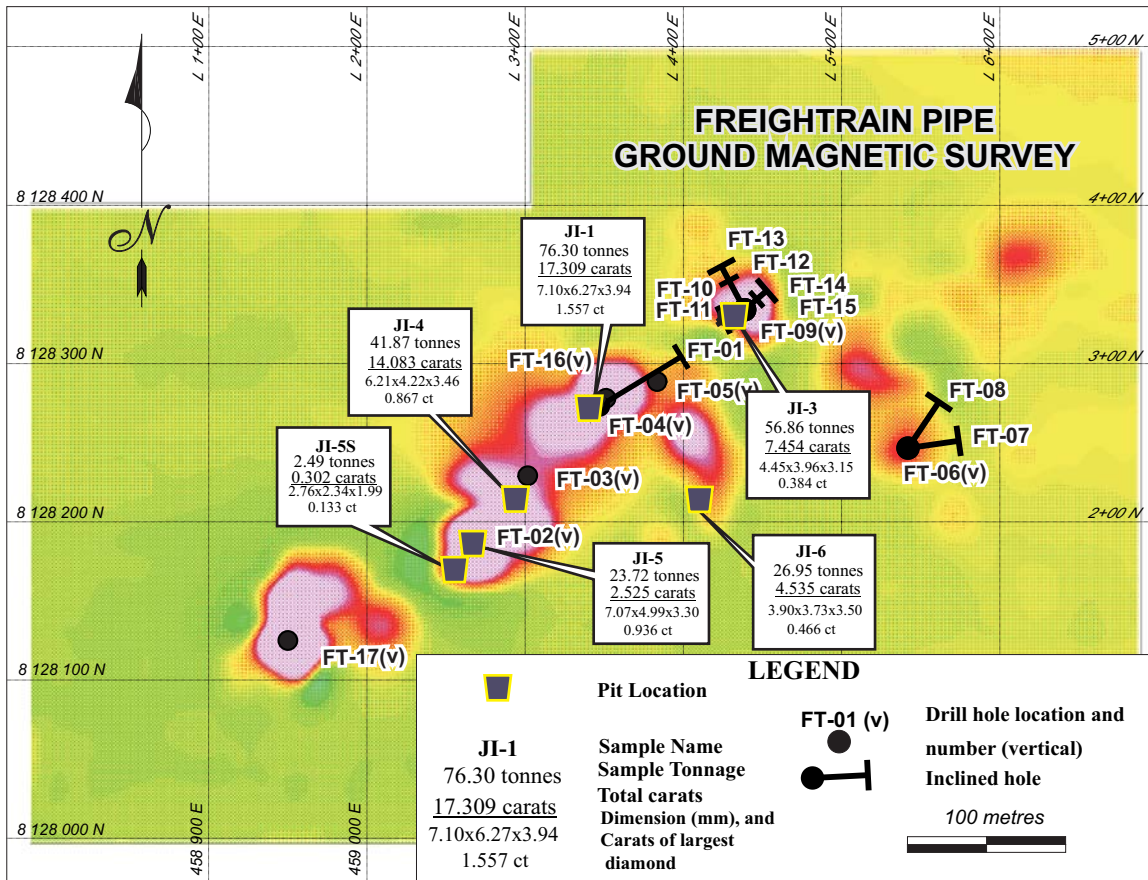 L 1+00 E
L 2+00 E
L 3+00 E
L 4+00 E
L 5+00 E
L 6+00 E
5+00 N
FREIGHTRAIN PIPE
GROUND MAGNETIC SURVEY
8 128 400 N
4+00 N
N
JI-1
76.30 tonnes
17.309 carats
7.10x6.27x3.94
1.557 ct
FT-13
FT-12
FT-10
FT-14
FT-11
FT-15
FT-09(v)
JI-4
41.87 tonnes
14.083 carats
6.21x4.22x3.46
0.867 ct
8 128 300 N
3+00 N
FT-16(v)
FT-01
FT-05(v)
FT-04(v)
FT-08
FT-07
FT-06(v)
JI-3
56.86 tonnes
7.454 carats
4.45x3.96x3.15
0.384 ct
JI-5S
2.49 tonnes
0.302 carats
2.76x2.34x1.99
0.133 ct
FT-03(v)
8 128 200 N
2+00 N
FT-02(v)
JI-5
23.72 tonnes
2.525 carats
7.07x4.99x3.30
0.936 ct
JI-6
26.95 tonnes
4.535 carats
3.90x3.73x3.50
0.466 ct
FT-17(v)
8 128 100 N
8 128 000 N
458 900 E
459 000 E
LEGEND
Pit Location
JI-1
76.30 tonnes
17.309 carats
7.10x6.27x3.94
1.557 ct
Sample Name
Sample Tonnage
Total carats
Dimension (mm), and
Carats of largest
diamond
FT-01 (v)
Drill hole location and
number (vertical)
Inclined hole
100 metres